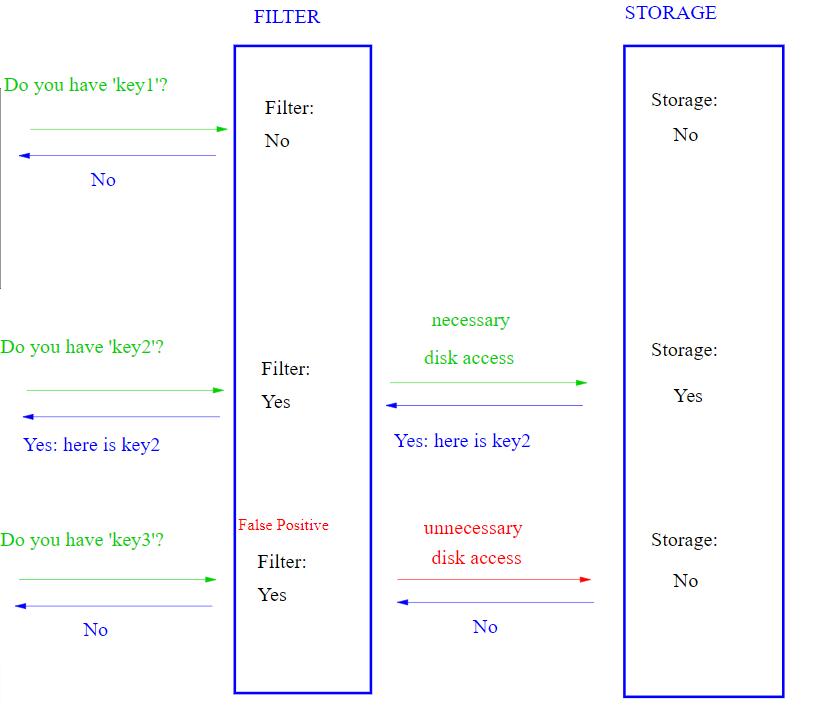 FILTER
STORAGE
Do you have 'key1'?
Filter:
No
Storage:
No
No
necessary
disk access
Do you have 'key2'?
Filter:
Yes
Storage:
Yes
Yes: here is key2
Yes: here is key2
False Positive
unnecessary
disk access
Do you have 'key3'?
Filter:
Yes
Storage:
No
No
No